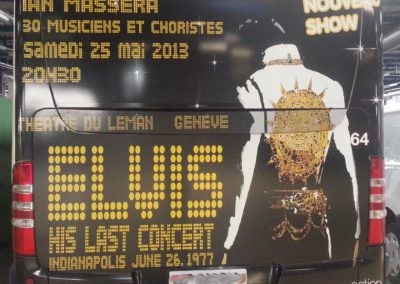 IAN MASSERA
30 MUSICIENS ET CHORISTES
samedi 25 mai 2013
20H30
NOUVEAU
SHOW
THEATRE DU LEMAN GENEVE
64
ELVIS
HIS LAST CONCERT
INDIANAPOLIS JUNE 26, 1977